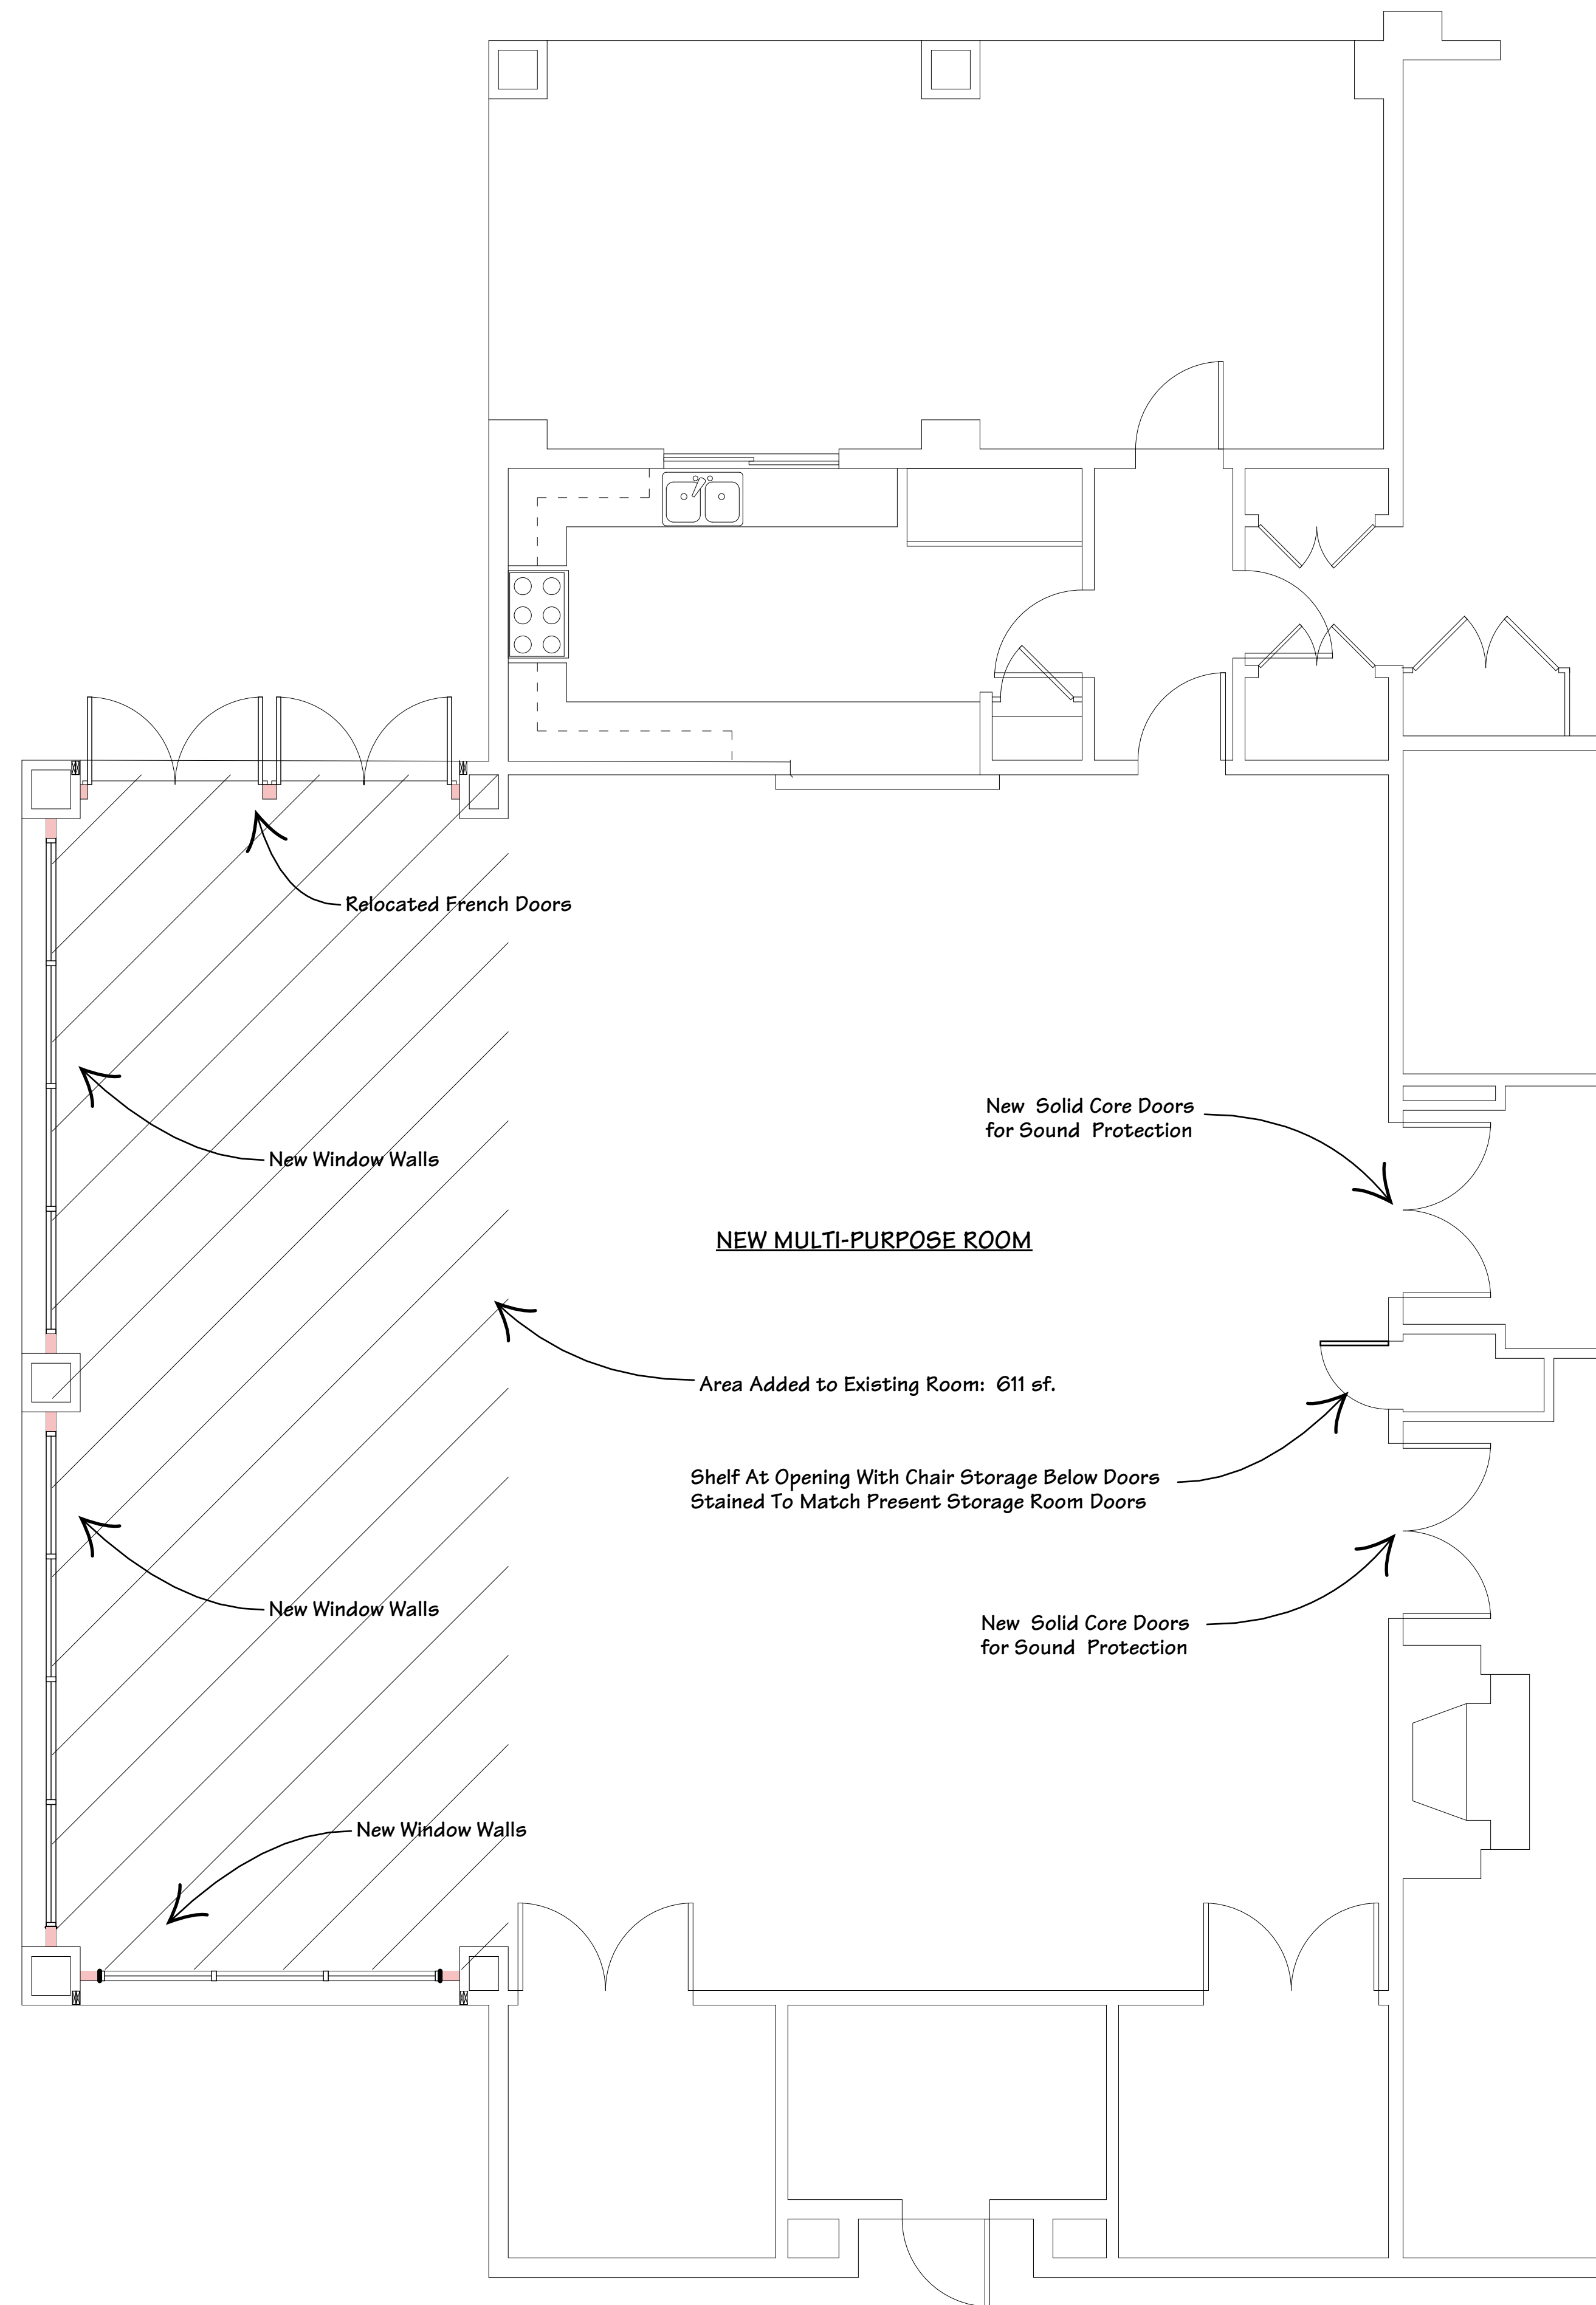 Relocated French Doors
New Solid Core Doors
for Sound Protection
New Window Walls
NEW MULTI-PURPOSE ROOM
Area Added to Existing Room: 611 sf.
Shelf At Opening With Chair Storage Below Doors
Stained To Match Present Storage Room Doors
New Window Walls
New Solid Core Doors
for Sound Protection
New Window Walls